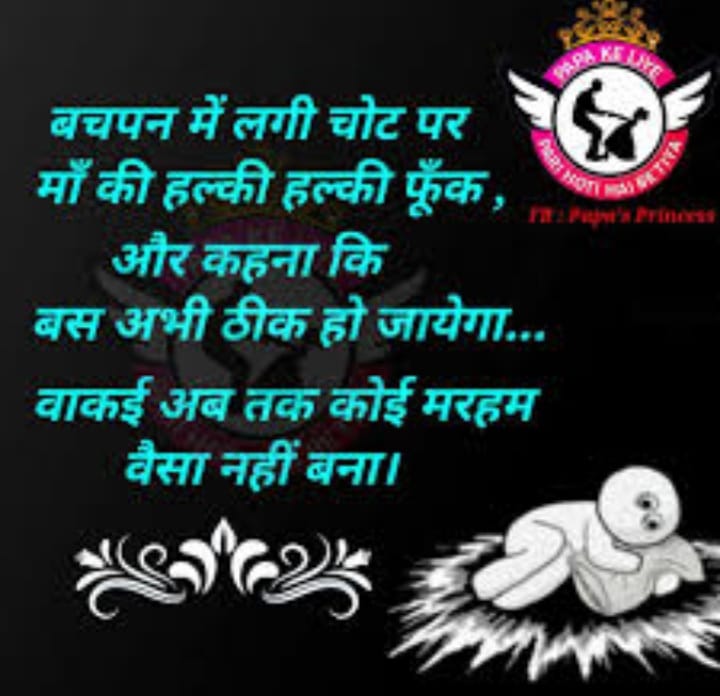 PAPA KE LIYE
PARI HOTI HAI BETIYA
FB : Papa's Princess
बचपन में लगी चोट पर
माँ की हल्की हल्की फूँक ,
और कहना कि
बस अभी ठीक हो जायेगा...
वाकई अब तक कोई मरहम
वैसा नहीं बना।